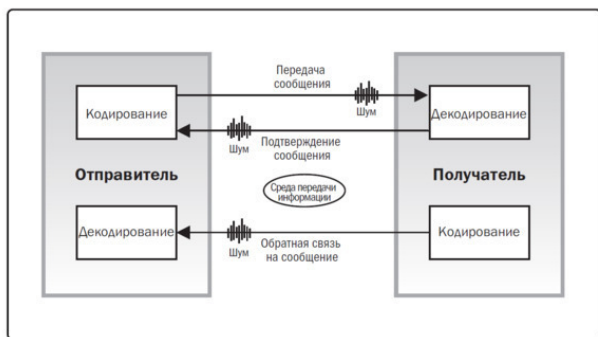 Передача
сообщения
Кодирование
Шум
Декодирование
Шум
Подтверждение
сообщения
Отправитель
Среда передачи
информации
Получатель
Декодирование
Шум
Обратная связь
на сообщение
Кодирование